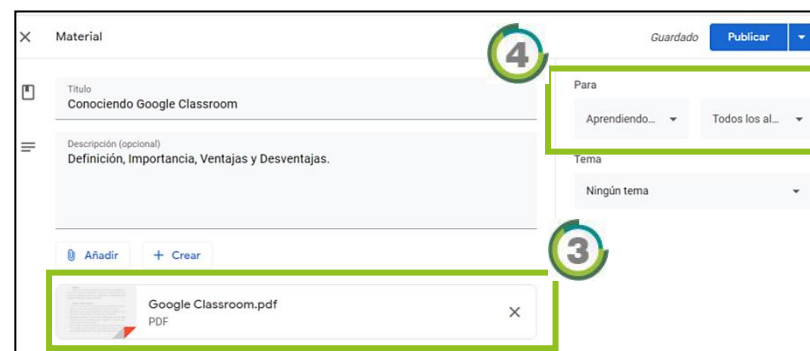 Material
Guardado
Publicar
4
Título
Conociendo Google Classroom
Descripción (opcional)
Definición, Importancia, Ventajas y Desventajas.
Para
Aprendiendo...
Todos los al...
Tema
Ningún tema
Añadir
+ Crear
3
Google Classroom.pdf
PDF